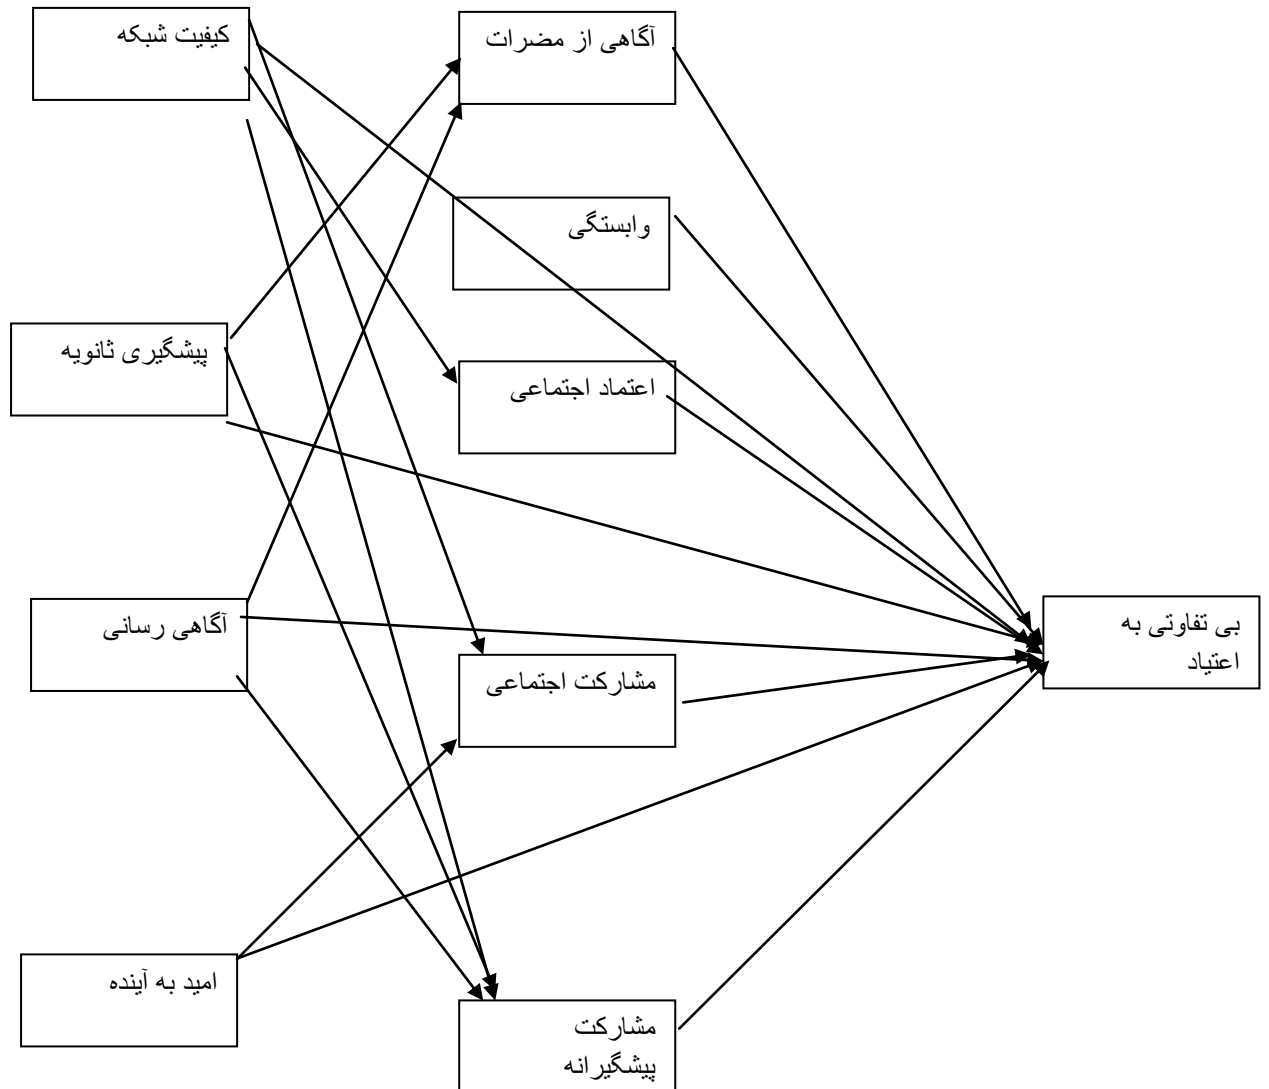 کیفیت شبکه
آگاهی از مضرات
وابستگی
پیشگیری ثانویه
اعتماد اجتماعی
آگاهی رسانی
بی تفاوتی به
اعتیاد
مشارکت اجتماعی
امید به آینده
مشارکت
پیشگیرانه